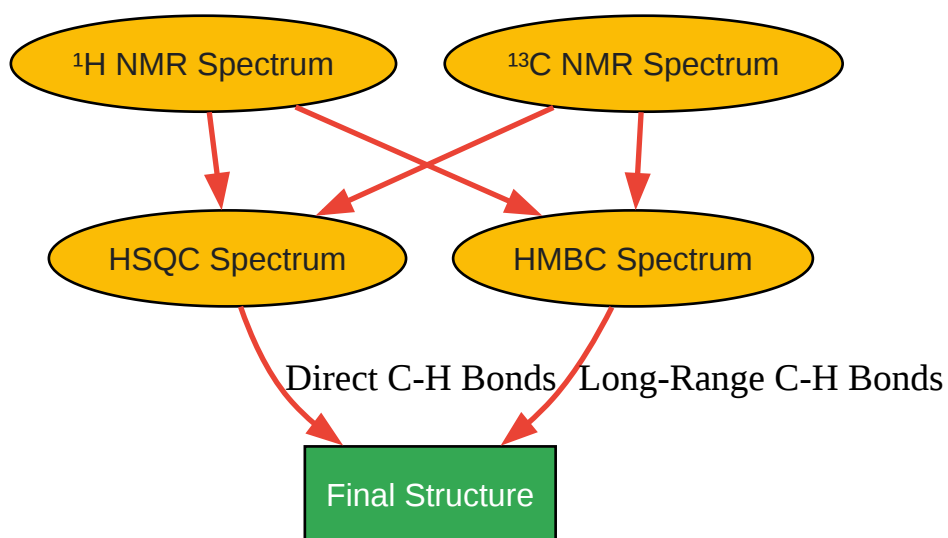 ¹H NMR Spectrum
¹³C NMR Spectrum
HSQC Spectrum
HMBC Spectrum
Direct C-H Bonds
Long-Range C-H Bonds
Final Structure